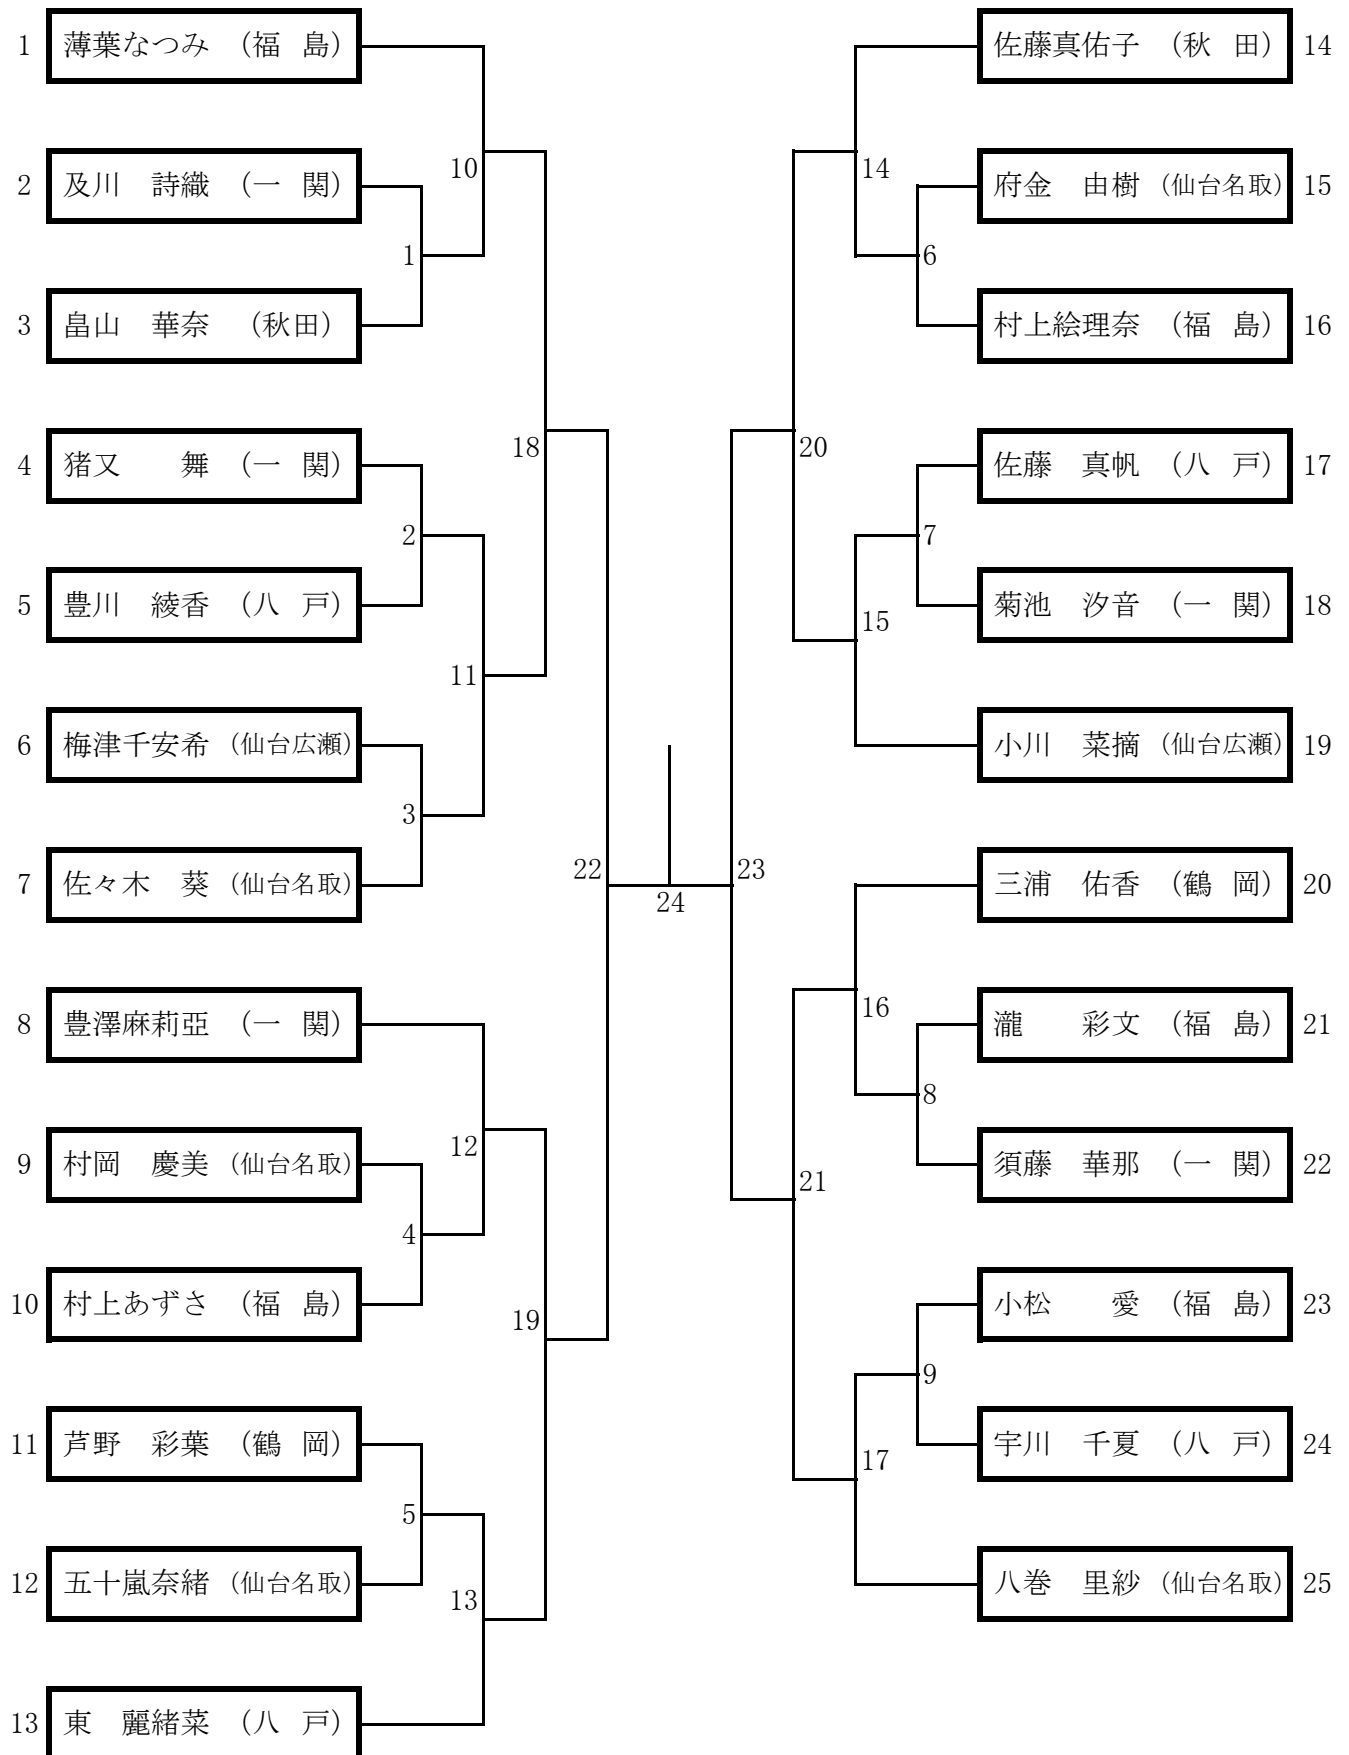 1 薄葉なつみ （福 島）
2 及川 詩織 （一 関）
3 畠山 華奈 （秋田）
4 猪又 舞 （一 関）
5 豊川 綾香 （八 戸）
6 梅津千安希 （仙台広瀬）
7 佐々木 葵 （仙台名取）
8 豊澤麻莉亞 （一 関）
9 村岡 慶美 （仙台名取）
10 村上あずさ （福 島）
11 芦野 彩葉 （鶴 岡）
12 五十嵐奈緒 （仙台名取）
13 東 麗緒菜 （八 戸）
1
2
3
4
5
10
11
12
13
18
19
22
24
23
20
21
14
15
16
17
6
7
8
9
佐藤真佑子 （秋 田） 14
府金 由樹 （仙台名取） 15
村上絵理奈 （福 島） 16
佐藤 真帆 （八 戸） 17
菊池 汐音 （一 関） 18
小川 菜摘 （仙台広瀬） 19
三浦 佑香 （鶴 岡） 20
瀧 彩文 （福 島） 21
須藤 華那 （一 関） 22
小松 愛 （福 島） 23
宇川 千夏 （八 戸） 24
八巻 里紗 （仙台名取） 25